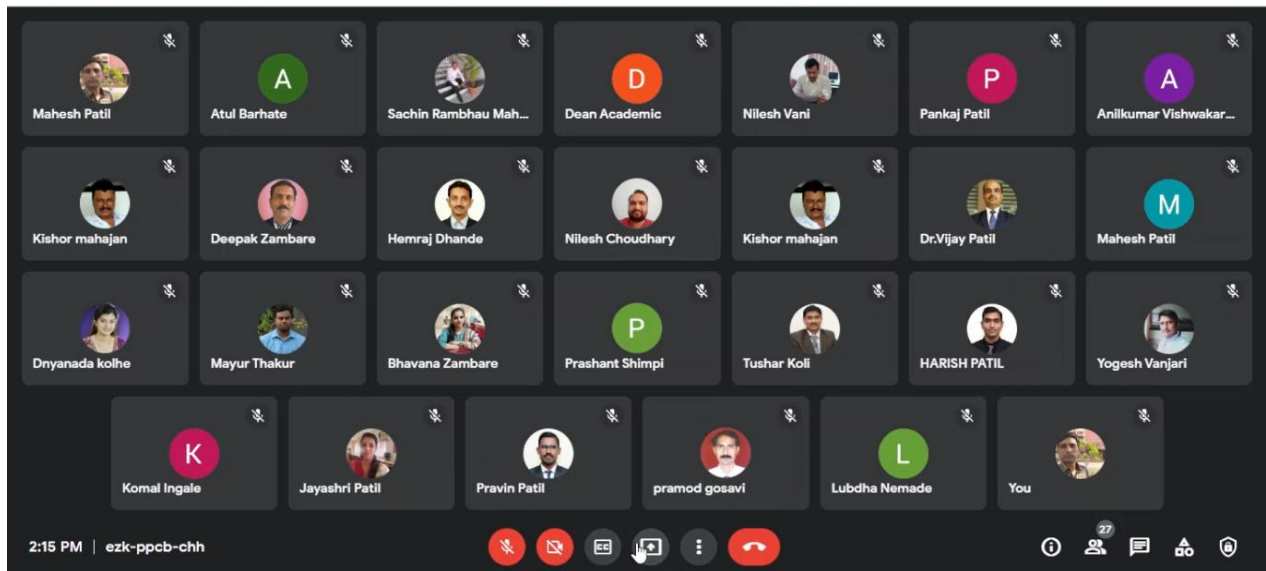 Mahesh Patil
A
Atul Barhate
Sachin Rambhau Mah...
D
Dean Academic
Nilesh Vani
P
Pankaj Patil
A
Anilkumar Vishwakar...
Kishor mahajan
Deepak Zambare
Hemraj Dhande
Nilesh Choudhary
Kishor mahajan
Dr.Vijay Patil
M
Mahesh Patil
Dnyanada kolhe
Mayur Thakur
Bhavana Zambare
P
Prashant Shimpi
Tushar Koli
HARISH PATIL
Yogesh Vanjari
K
Komal Ingale
Jayashri Patil
Pravin Patil
pramod gosavi
L
Lubdha Nemade
You
2:15 PM | ezk-ppcb-chh
CC
27